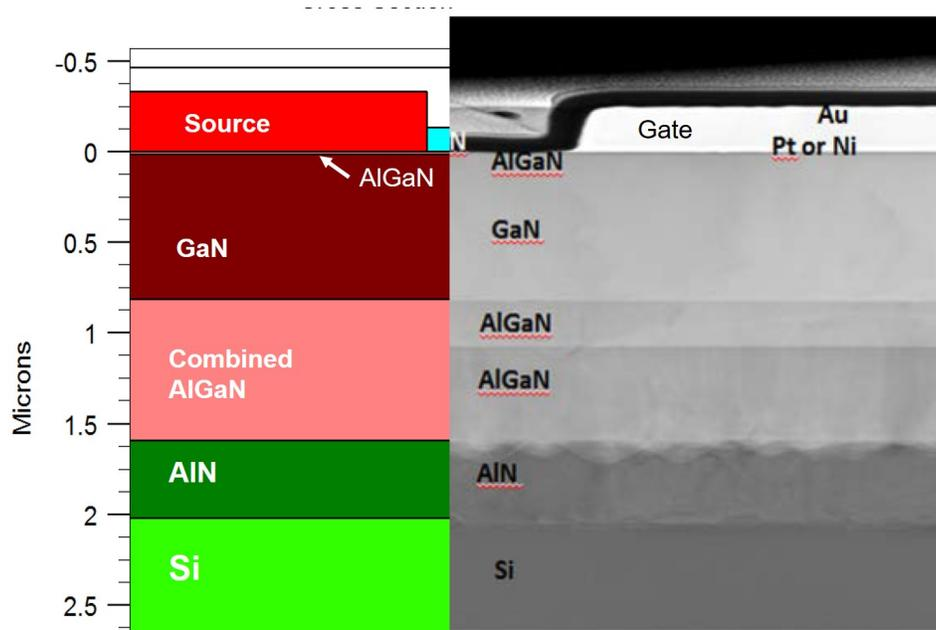 -0.5
0
0.5
1
1.5
2
2.5
Microns
Source
AlGaN
GaN
Combined
AlGaN
AlN
Si
N
AlGaN
Gate
Au
Pt or Ni
GaN
AlGaN
AlGaN
AlN
Si